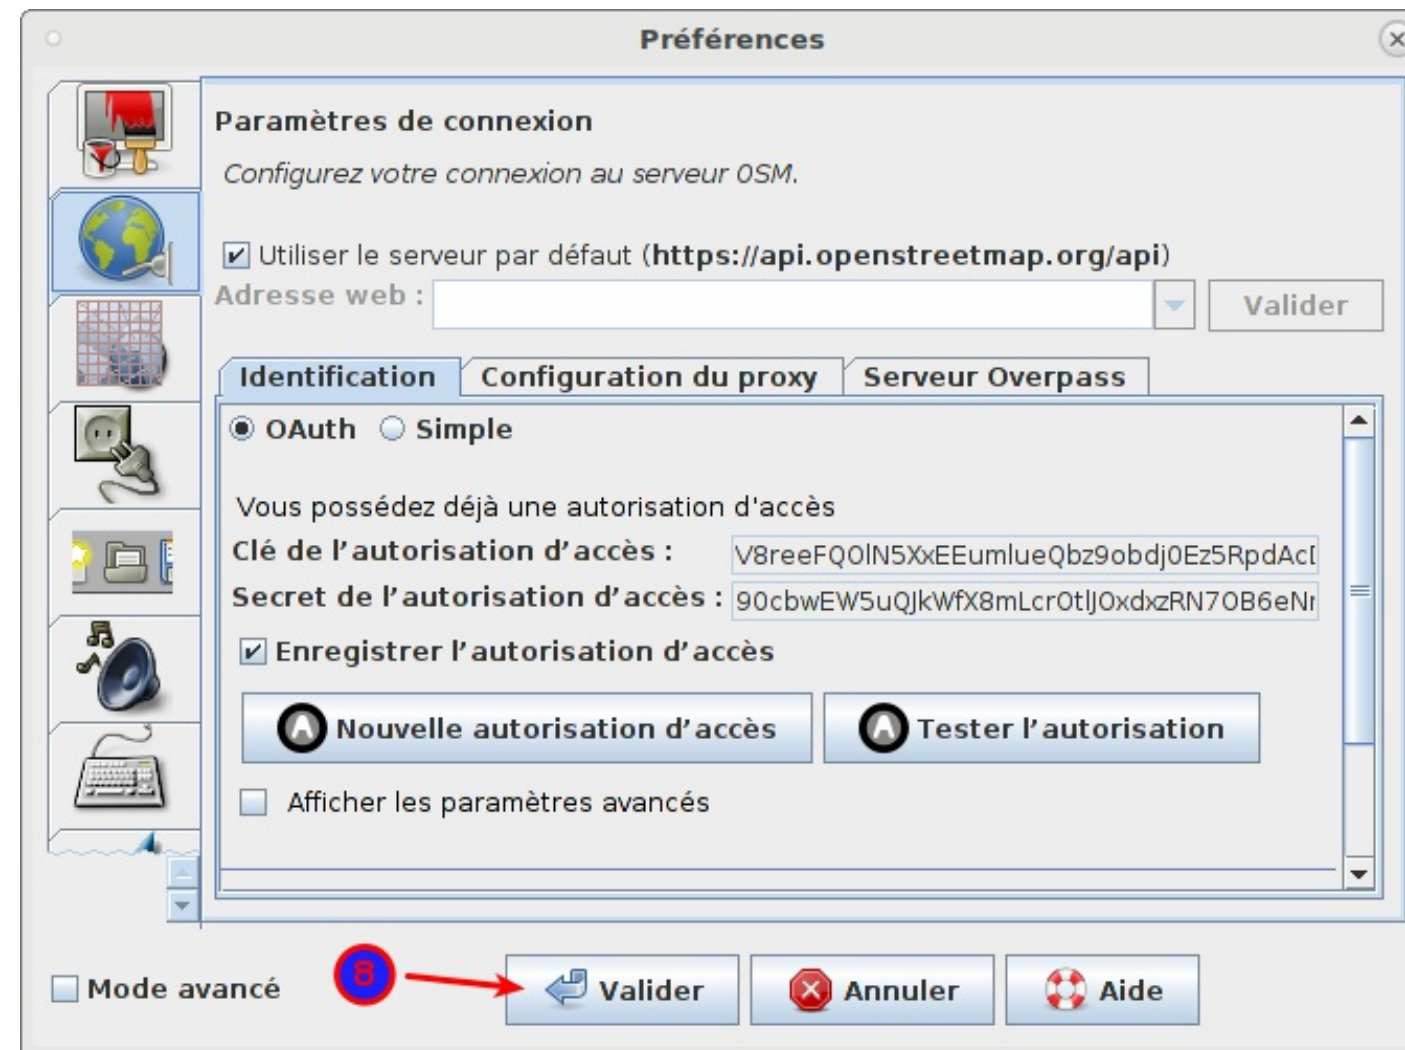 Préférences
Paramètres de connexion
Configurez votre connexion au serveur OSM.
Utiliser le serveur par défaut (https://api.openstreetmap.org/api)
Adresse web :
Valider
Identification Configuration du proxy Serveur Overpass
OAuth Simple
Vous possédez déjà une autorisation d'accès
Clé de l’autorisation d’accès :
Secret de l’autorisation d’accès :
Enregistrer l’autorisation d’accès
Nouvelle autorisation d’accès Tester l’autorisation
Afficher les paramètres avancés
Mode avancé 8 Valider Annuler Aide